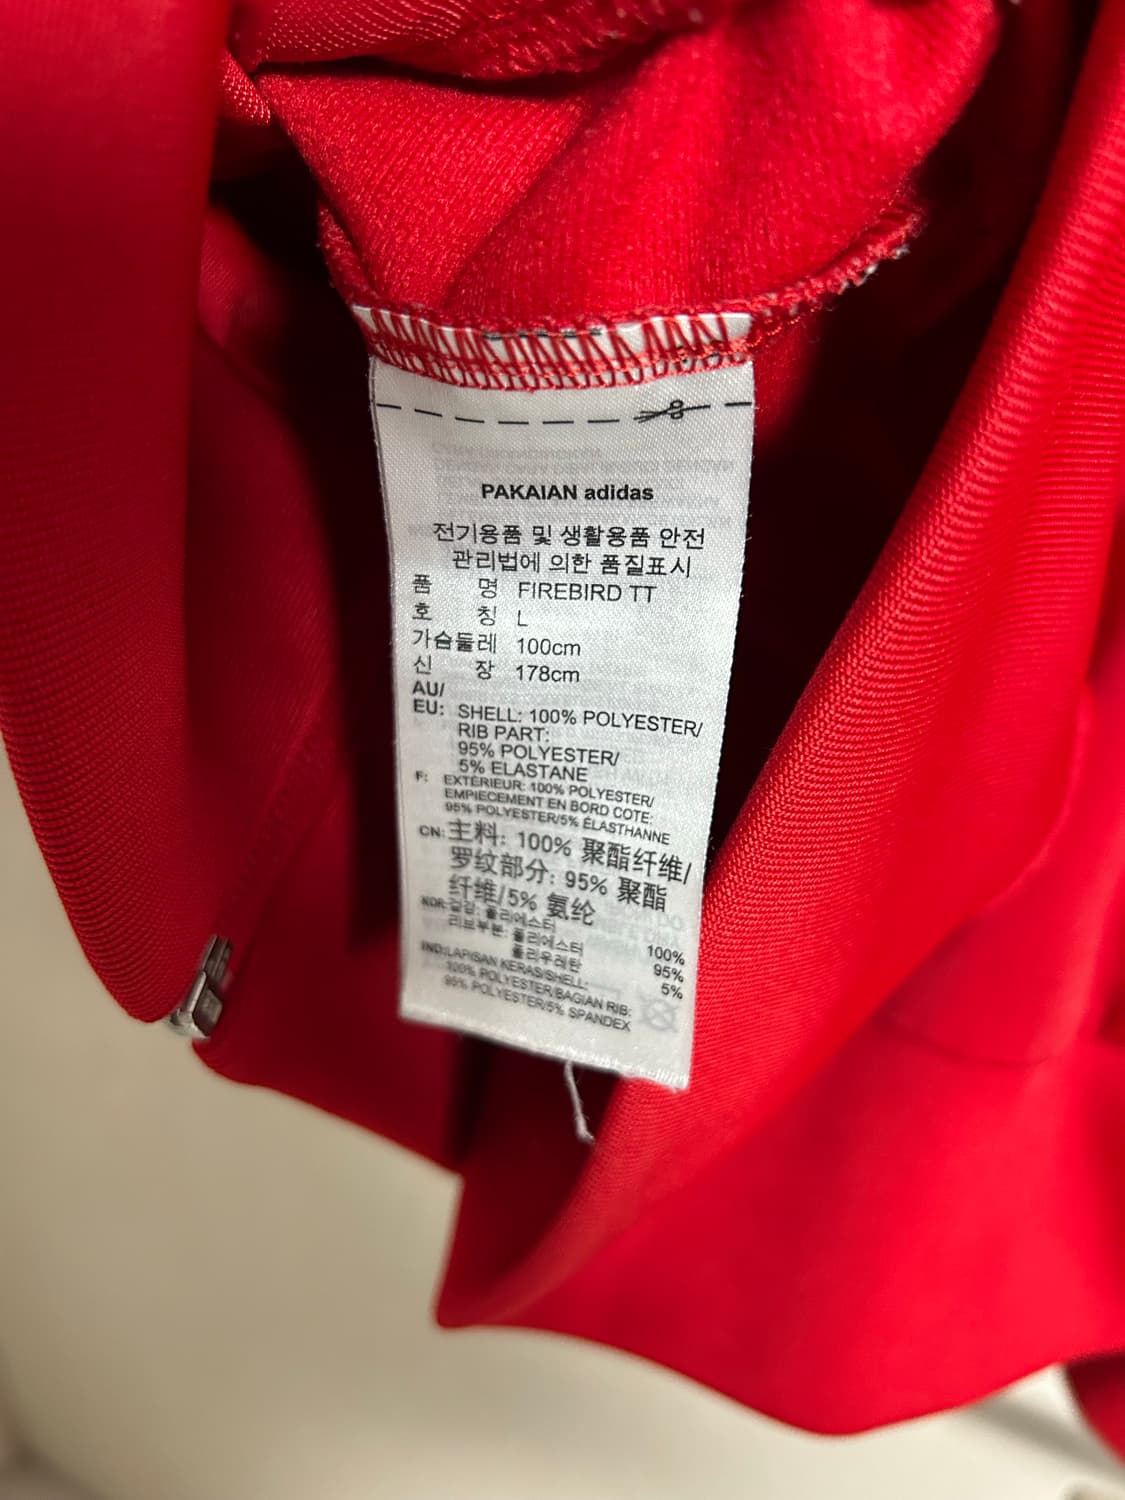 PAKAIAN adidas
전기용품 및 생활용품 안전
관리법에 의한 품질표시
품 명 FIREBIRD TT
호 칭 L
가슴둘레 100cm
신 장 178cm
AU/
EU: SHELL: 100% POLYESTER/
RIB PART:
95% POLYESTER/
5% ELASTANE
F: EXTÉRIEUR: 100% POLYESTER/
EMPIECEMENT EN BORD COTE:
95% POLYESTER/5% ÉLASTHANNE
CN: 主料: 100% 聚酯纤维/
罗纹部分: 95% 聚酯
纤维/5% 氨纶
KOR: 겉감: 폴리에스터 100%
리브부분: 폴리에스터 95%
폴리우레탄 5%
IND: LAPISAN KERAS/SHELL:
100% POLYESTER/BAGIAN RIB:
95% POLYESTER/5% SPANDEX